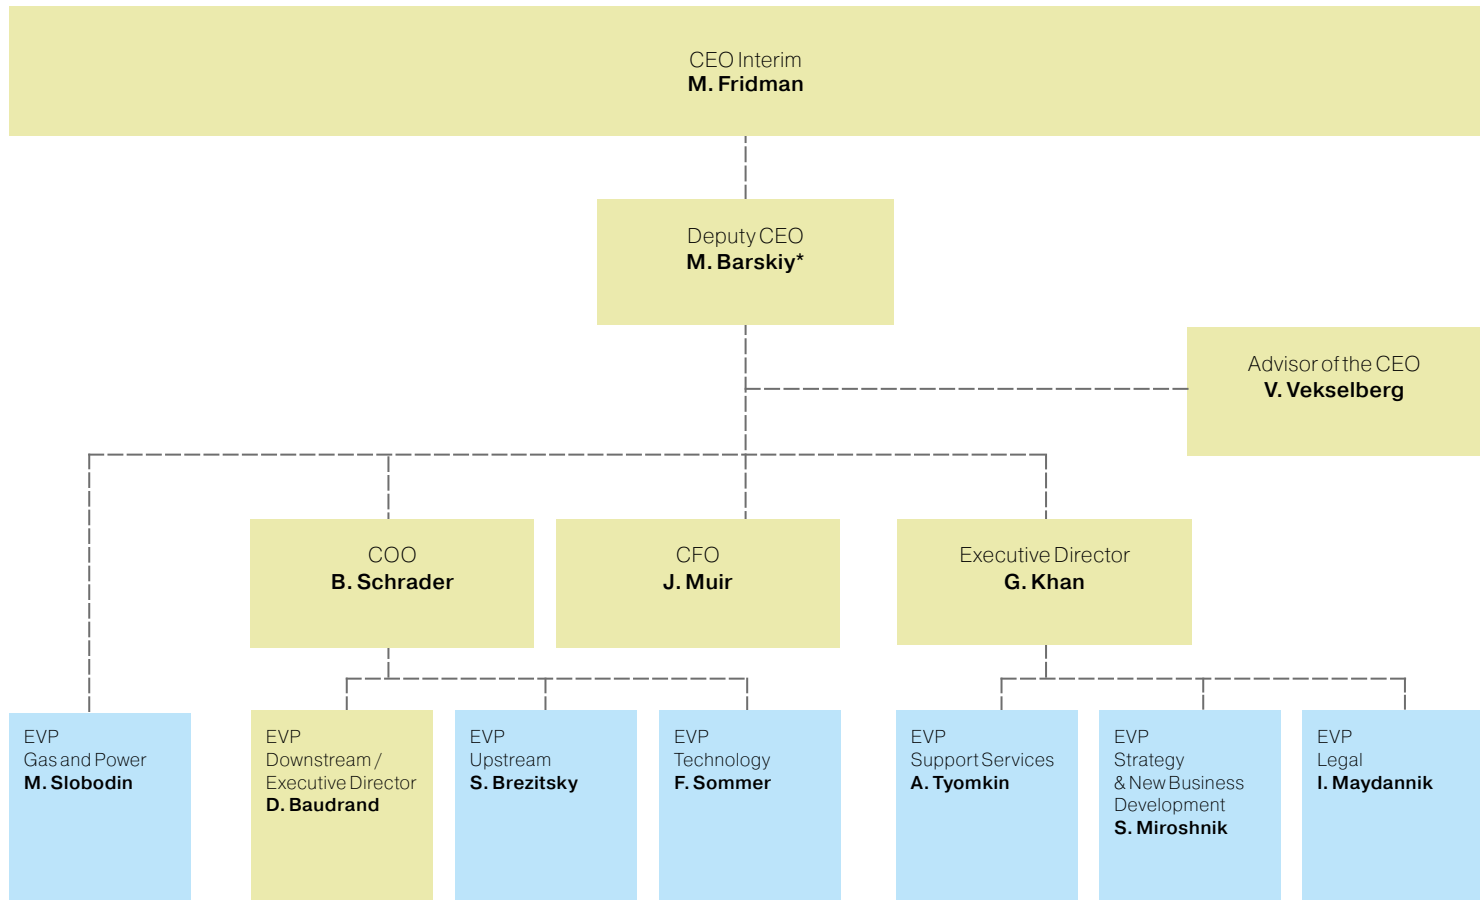 CEO Interim
M. Fridman
Deputy CEO
M. Barskiy*
Advisor of the CEO
V. Vekselberg
COO
B. Schrader
CFO
J. Muir
Executive Director
G. Khan
EVP
Gas and Power
M. Slobodin
EVP
Downstream /
Executive Director
D. Baudrand
EVP
Upstream
S. Brezitsky
EVP
Technology
F. Sommer
EVP
Support Services
A. Tyomkin
EVP
Strategy
& New Business
Development
S. Miroshnik
EVP
Legal
I. Maydannik